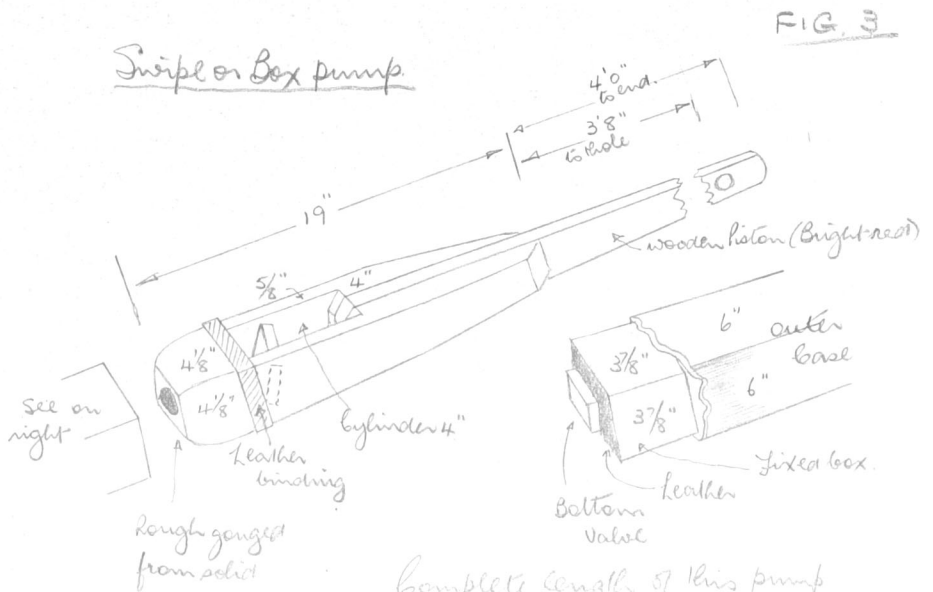 FIG. 3
Swipe or Box pump.
4'0"
to end.
3'8"
to hole
19"
wooden Piston (Bright-red)
5/8"
4"
6"
outer
base
4 1/8"
3 7/8"
6"
4 1/8"
3 7/8"
See on
right
Cylinder 4"
Leather
binding
Fixed box.
Leather
Bottom
Valve
Rough gouged
from solid
Complete length of this pump